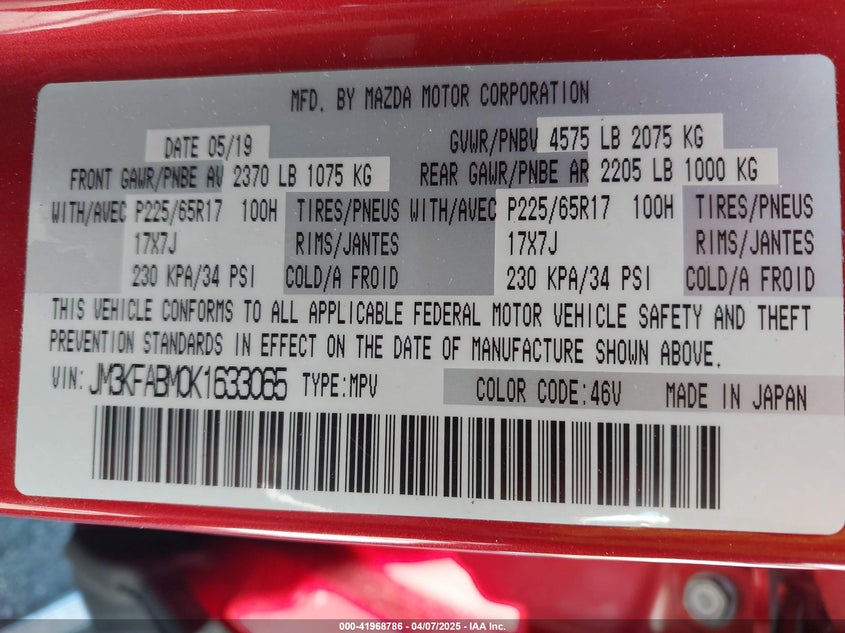 MFD. BY MAZDA MOTOR CORPORATION
DATE 05/19 GVWR/PNBV 4575 LB 2075 KG
FRONT GAWR/PNBE AV 2370 LB 1075 KG REAR GAWR/PNBE AR 2205 LB 1000 KG
WITH/AVEC P225/65R17 100H TIRES/PNEUS WITH/AVEC P225/65R17 100H TIRES/PNEUS
17X7J RIMS/JANTES 17X7J RIMS/JANTES
230 KPA/34 PSI COLD/A FROID 230 KPA/34 PSI COLD/A FROID
THIS VEHICLE CONFORMS TO ALL APPLICABLE FEDERAL MOTOR VEHICLE SAFETY AND THEFT
PREVENTION STANDARDS IN EFFECT ON THE DATE OF MANUFACTURE SHOWN ABOVE.
VIN: JM3KFABM0K1633065 TYPE:MPV COLOR CODE:46V MADE IN JAPAN
000-41968786 - 04/07/2025 - IAA Inc.